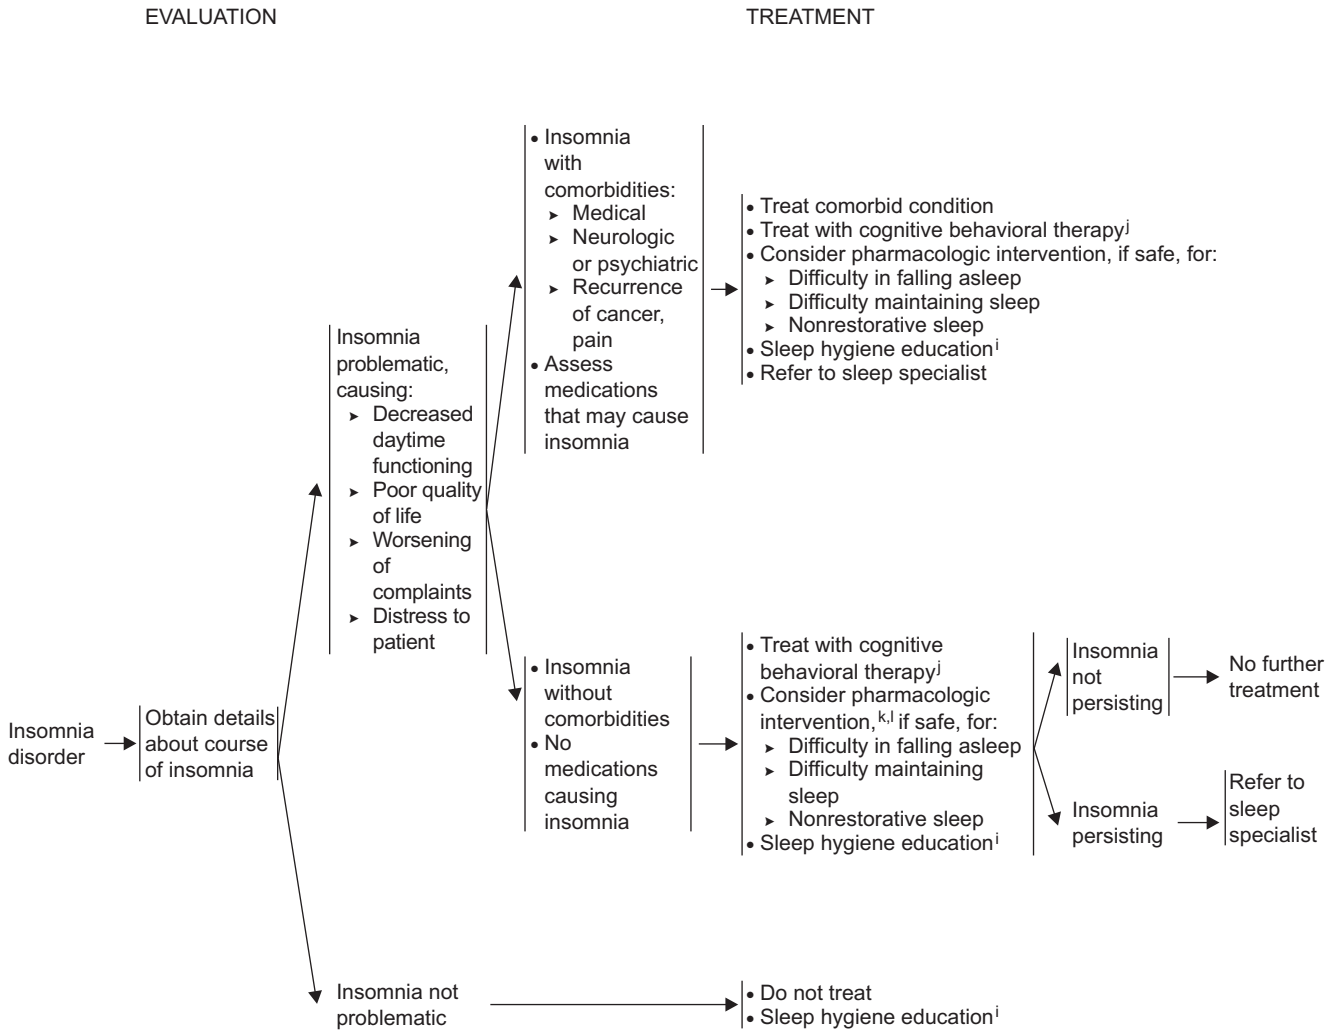 EVALUATION
TREATMENT
Insomnia
disorder
Obtain details
about course
of insomnia
Insomnia
problematic,
causing:
➤ Decreased
daytime
functioning
➤ Poor quality
of life
➤ Worsening
of
complaints
➤ Distress to
patient
• Insomnia
with
comorbidities:
➤ Medical
➤ Neurologic
or psychiatric
➤ Recurrence
of cancer,
pain
• Assess
medications
that may cause
insomnia
• Treat comorbid condition
• Treat with cognitive behavioral therapyʲ
• Consider pharmacologic intervention, if safe, for:
➤ Difficulty in falling asleep
➤ Difficulty maintaining sleep
➤ Nonrestorative sleep
• Sleep hygiene educationⁱ
• Refer to sleep specialist
• Insomnia
without
comorbidities
• No
medications
causing
insomnia
• Treat with cognitive
behavioral therapyʲ
• Consider pharmacologic
intervention,ᵏ,ˡ if safe, for:
➤ Difficulty in falling asleep
➤ Difficulty maintaining
sleep
➤ Nonrestorative sleep
• Sleep hygiene educationⁱ
Insomnia
not
persisting
No further
treatment
Insomnia
persisting
Refer to
sleep
specialist
Insomnia not
problematic
• Do not treat
• Sleep hygiene educationⁱ